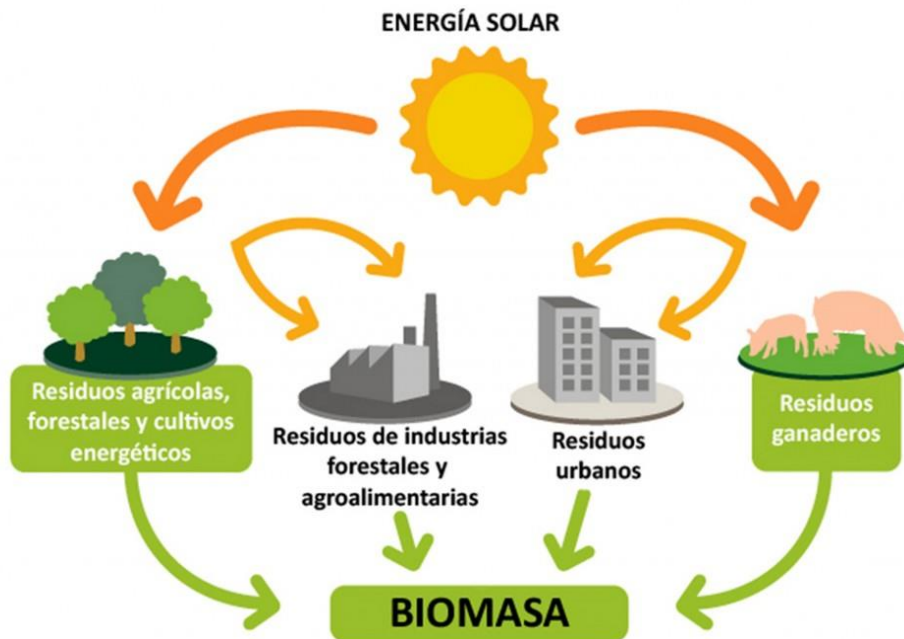 ENERGÍA SOLAR
Residuos agrícolas,
forestales y cultivos
energéticos
Residuos de industrias
forestales y
agroalimentarias
Residuos
urbanos
Residuos
ganaderos
BIOMASA